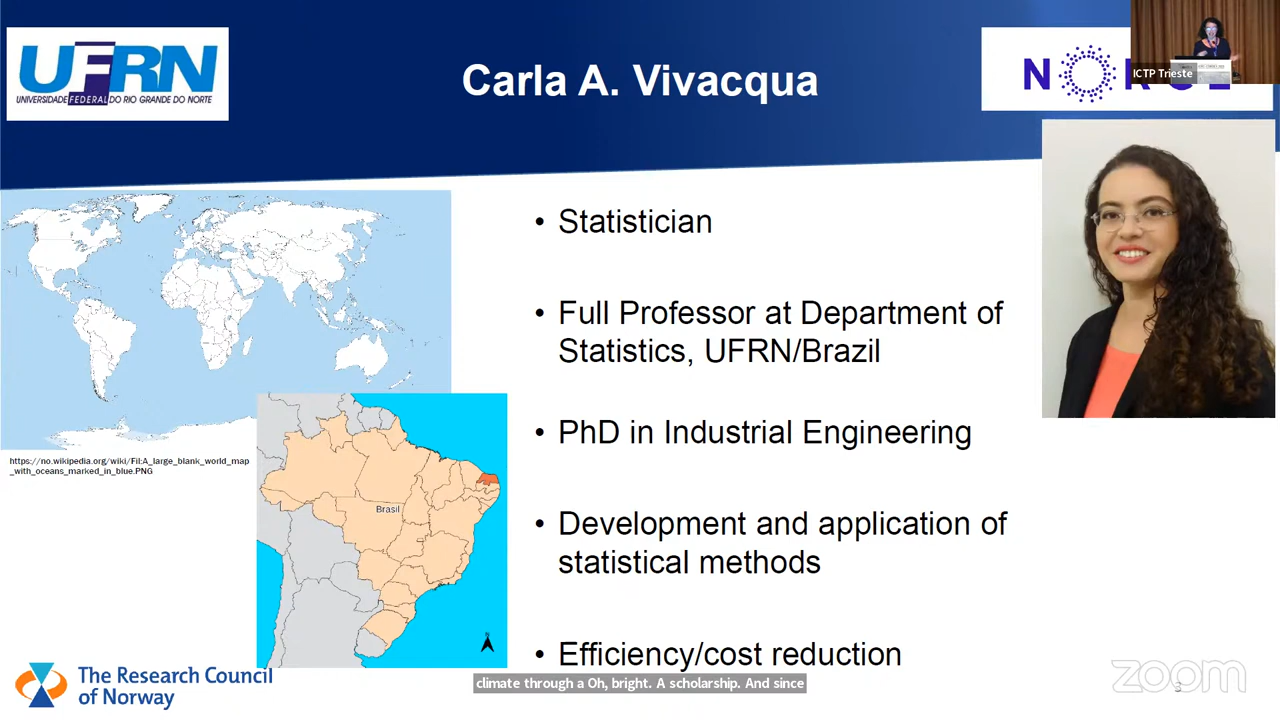 UFRN
UNIVERSIDADE FEDERAL DO RIO GRANDE DO NORTE
Carla A. Vivacqua
ICTP Trieste
• Statistician
• Full Professor at Department of
Statistics, UFRN/Brazil
• PhD in Industrial Engineering
• Development and application of
statistical methods
• Efficiency/cost reduction
https://no.wikipedia.org/wiki/Fil:A_large_blank_world_map
_with_oceans_marked_in_blue.PNG
Brasil
The Research Council
of Norway
climate through a Oh, bright. A scholarship. And since
zoom